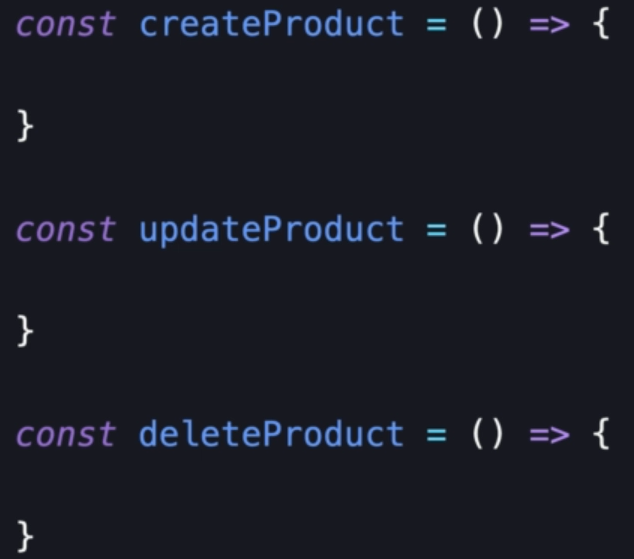 const createProduct = () => {
}
const updateProduct = () => {
}
const deleteProduct = () => {
}